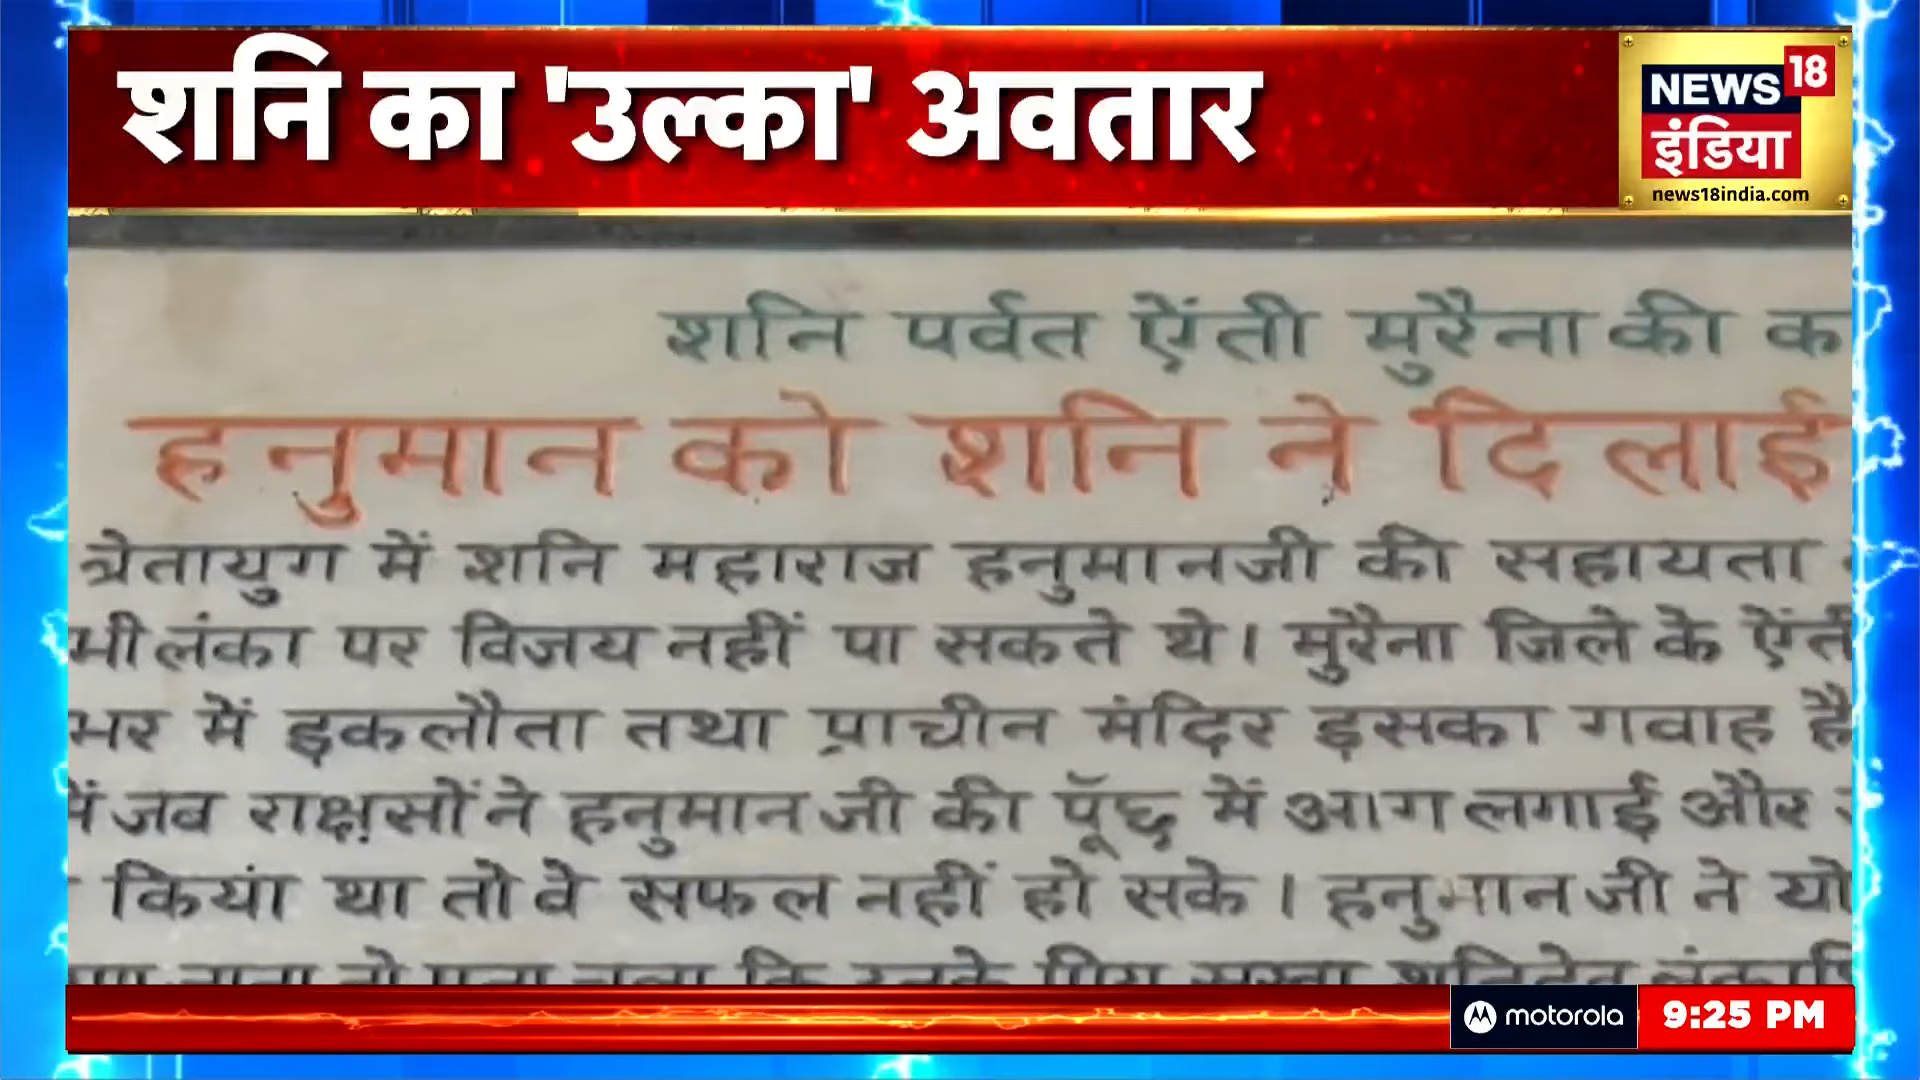 शनि का 'उल्का' अवतार
NEWS 18
इंडिया
news18india.com
शनि पर्वत ऐंती मुरैना की
हनुमान को शनि ने दिलाई
त्रेतायुग में शनि महाराज हनुमानजी की सहायता
भी लंका पर विजय नहीं पा सकते थे। मुरैना जिले के ऐंती
भर में इकलौता तथा प्राचीन मंदिर इसका गवाह है
में जब राक्षसों ने हनुमान जी की पूँछ में आग लगाई और
कियां था तो वे सफल नहीं हो सके। हनुमान जी ने
motorola
9:25 PM